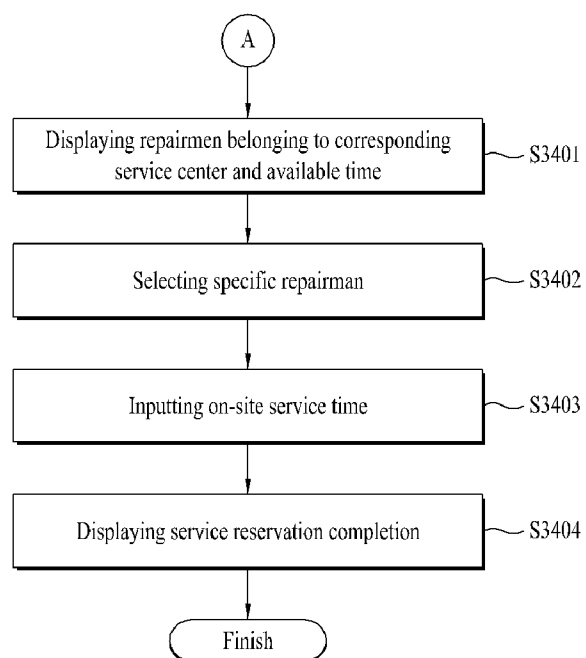 A
Displaying repairmen belonging to corresponding
service center and available time
S3401
Selecting specific repairman
S3402
Inputting on-site service time
S3403
Displaying service reservation completion
S3404
Finish